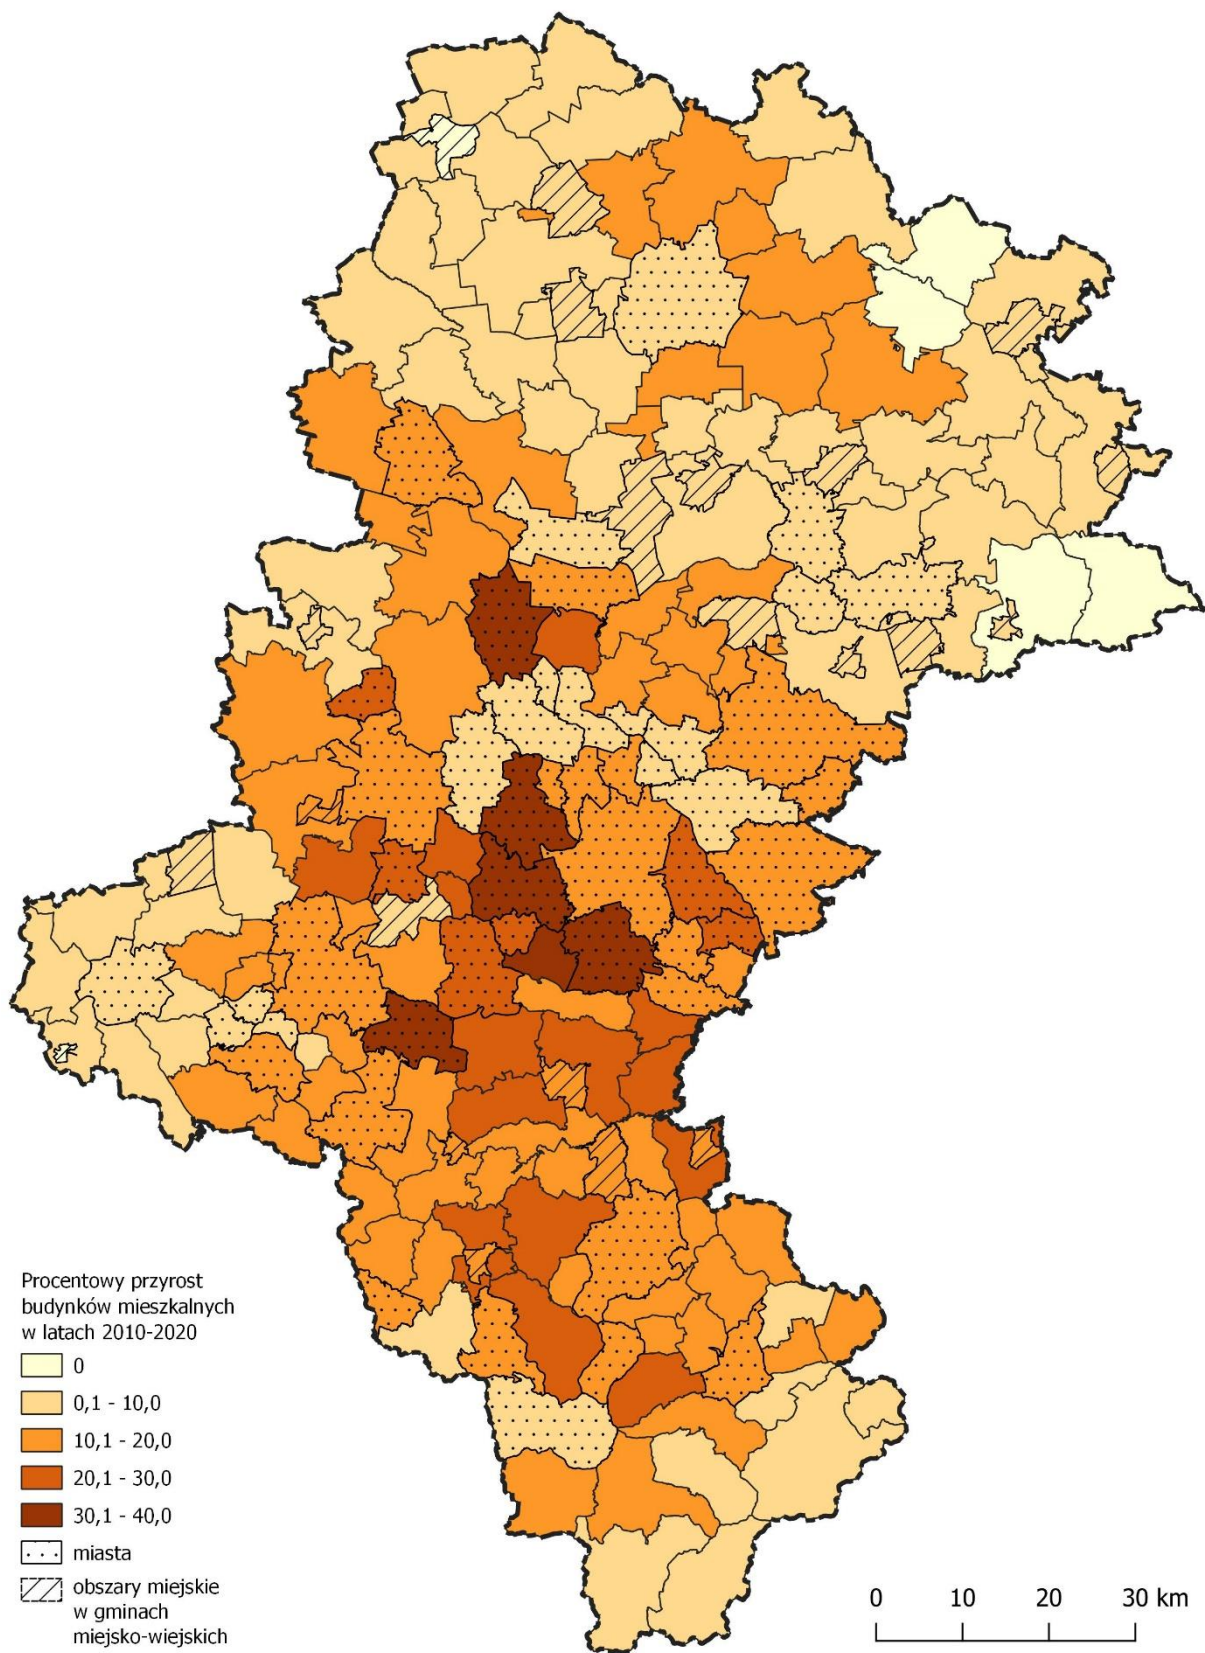 Procentowy przyrost
budynków mieszkalnych
w latach 2010-2020
0
0,1 - 10,0
10,1 - 20,0
20,1 - 30,0
30,1 - 40,0
miasta
obszary miejskie
w gminach
miejsko-wiejskich
0 10 20 30 km